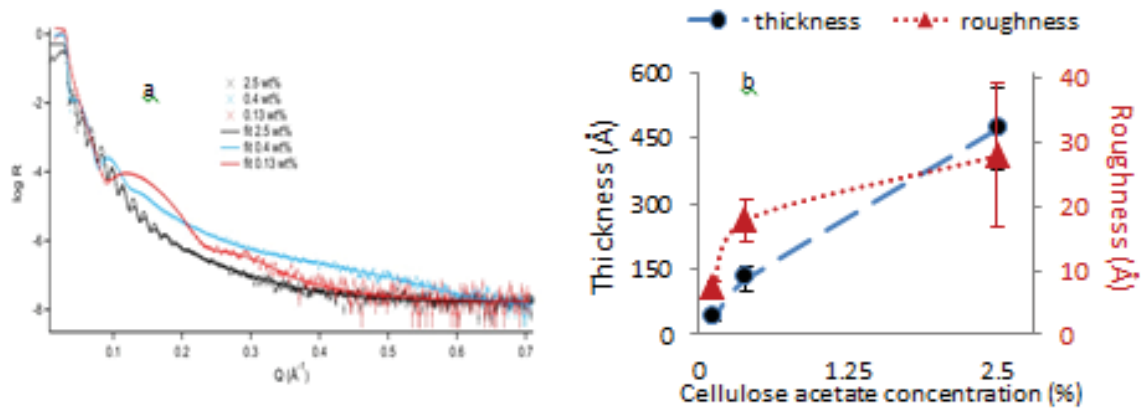 a
log R
0
-2
-4
-6
-8
2.5 wt%
0.4 wt%
0.13 wt%
fit 2.5 wt%
fit 0.4 wt%
fit 0.13 wt%
0.1 0.2 0.3 0.4 0.5 0.6 0.7
Q (Å⁻¹)
thickness roughness
b
Thickness (Å)
600
450
300
150
0
40
30
20
10
0
Roughness (Å)
0 1.25 2.5
Cellulose acetate concentration (%)